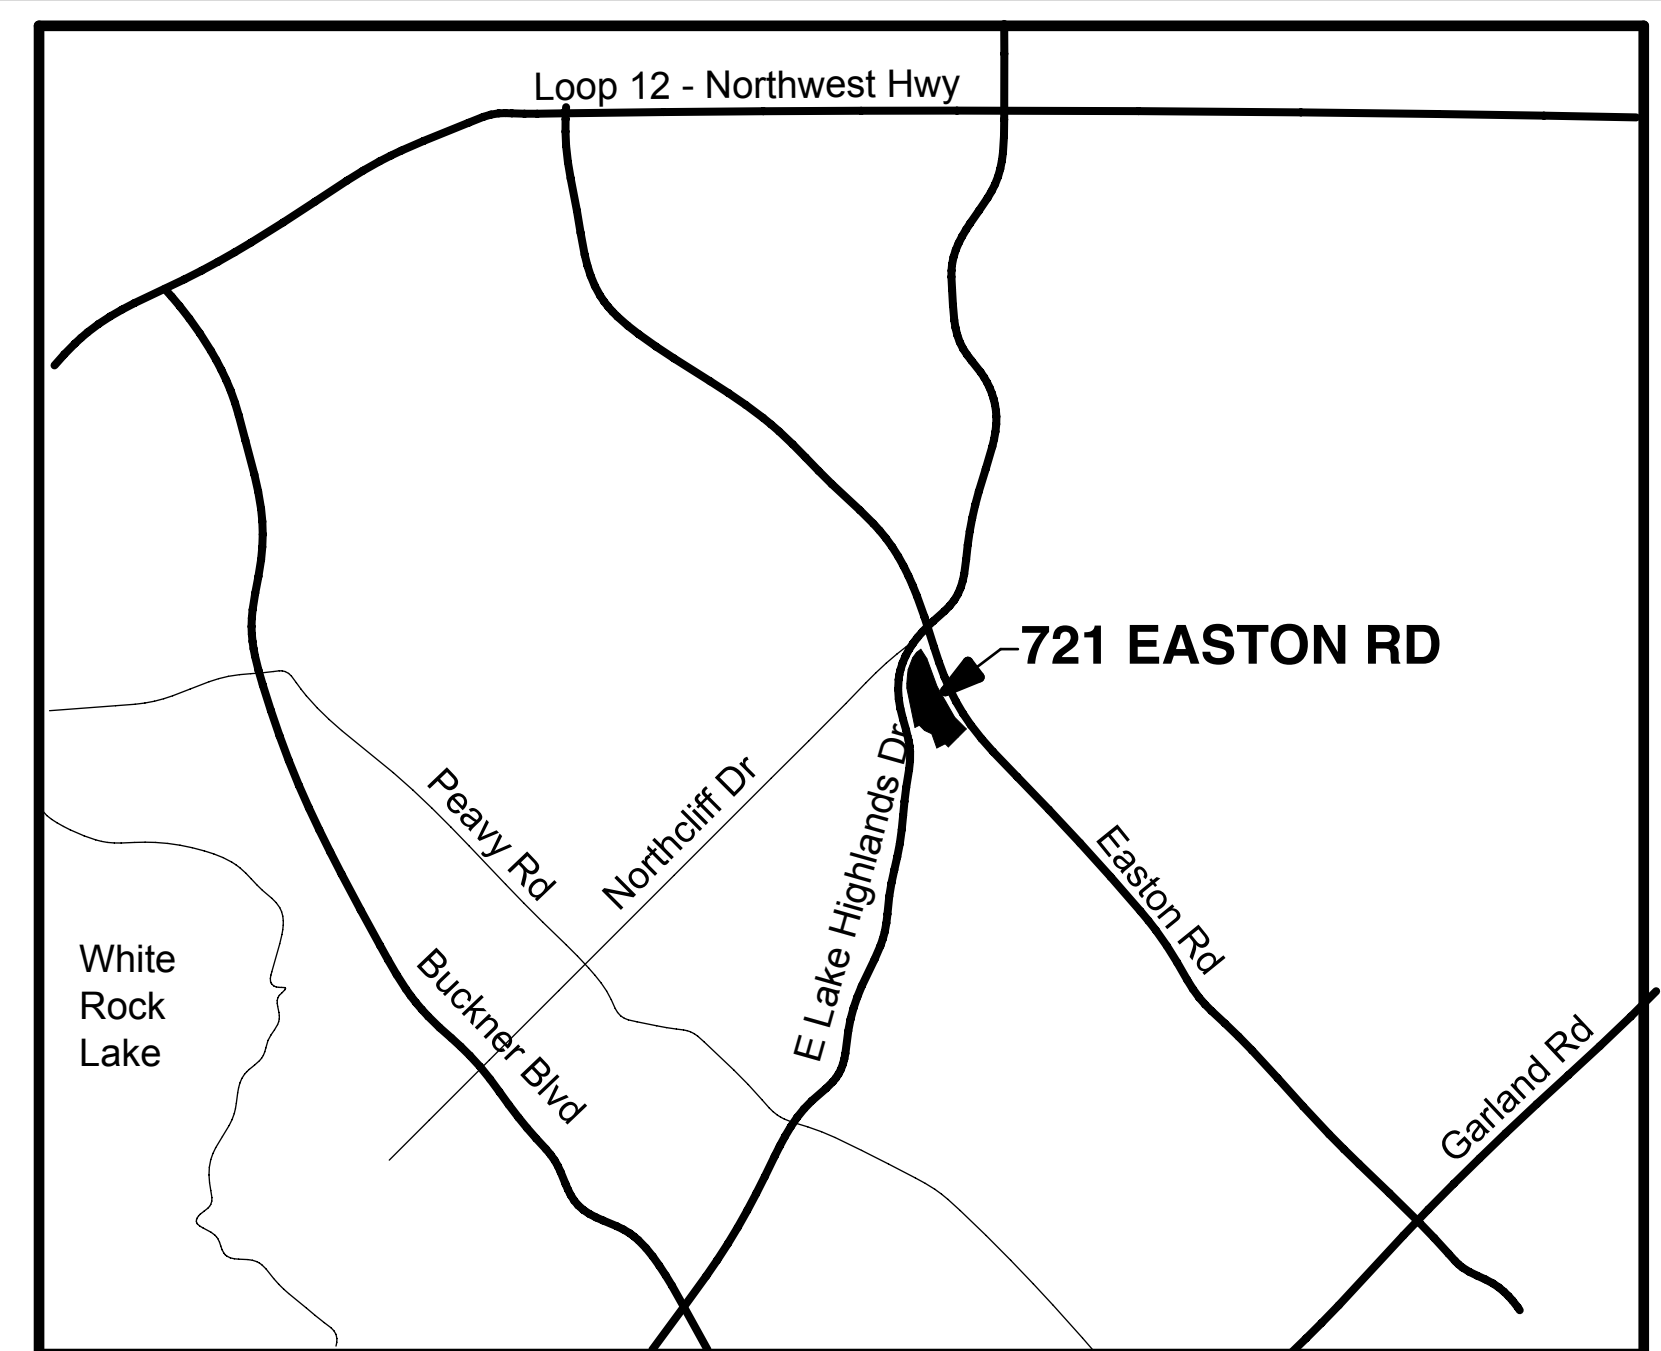 Loop 12 - Northwest Hwy
721 EASTON RD
Peavy Rd
Northcliff Dr
E Lake Highlands Dr
Easton Rd
White
Rock
Lake
Buckner Blvd
Garland Rd